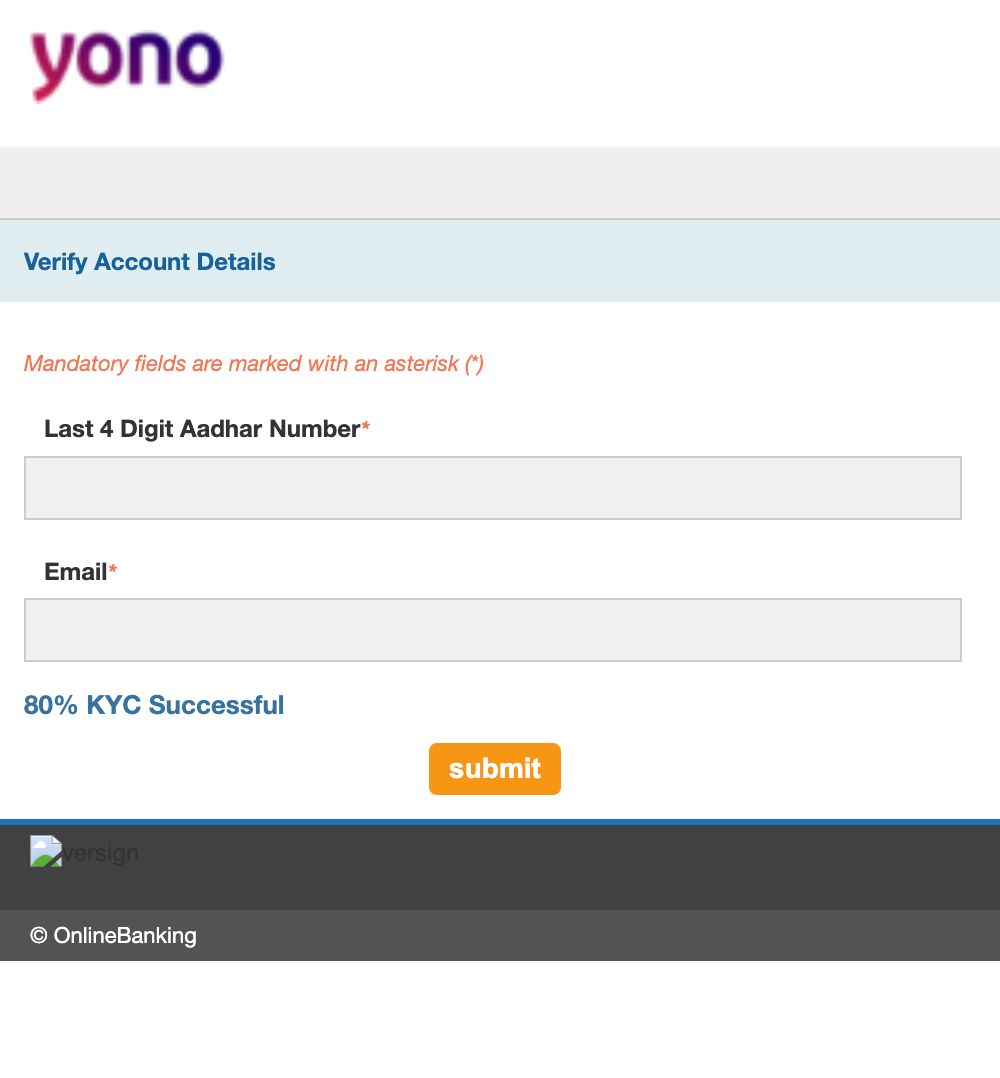 yono
Verify Account Details
Mandatory fields are marked with an asterisk (*)
Last 4 Digit Aadhar Number*
Email*
80% KYC Successful
submit
versign
© OnlineBanking